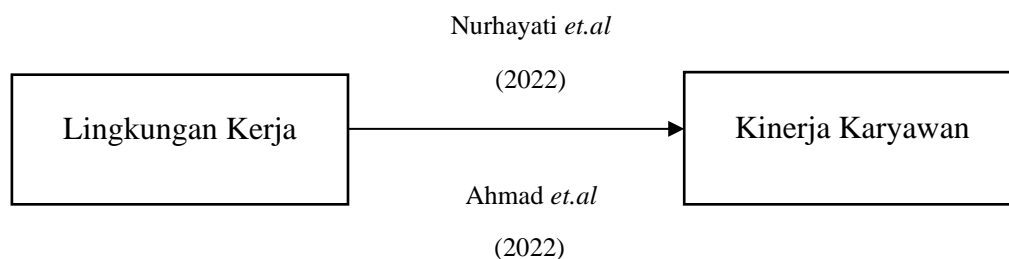 Nurhayati et.al
(2022)
Lingkungan Kerja
Kinerja Karyawan
Ahmad et.al
(2022)